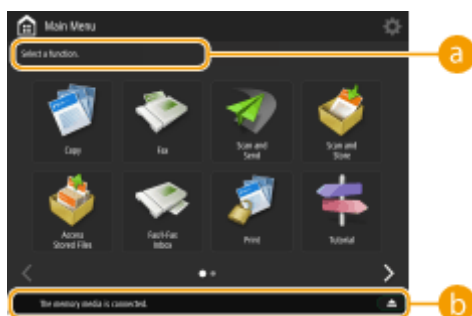 Main Menu
Select a function.
a
Copy
Fax
Scan and
Send
Scan and
Store
Access
Stored Files
Fax/I-Fax
Inbox
Print
Tutorial
The memory media is connected.
b